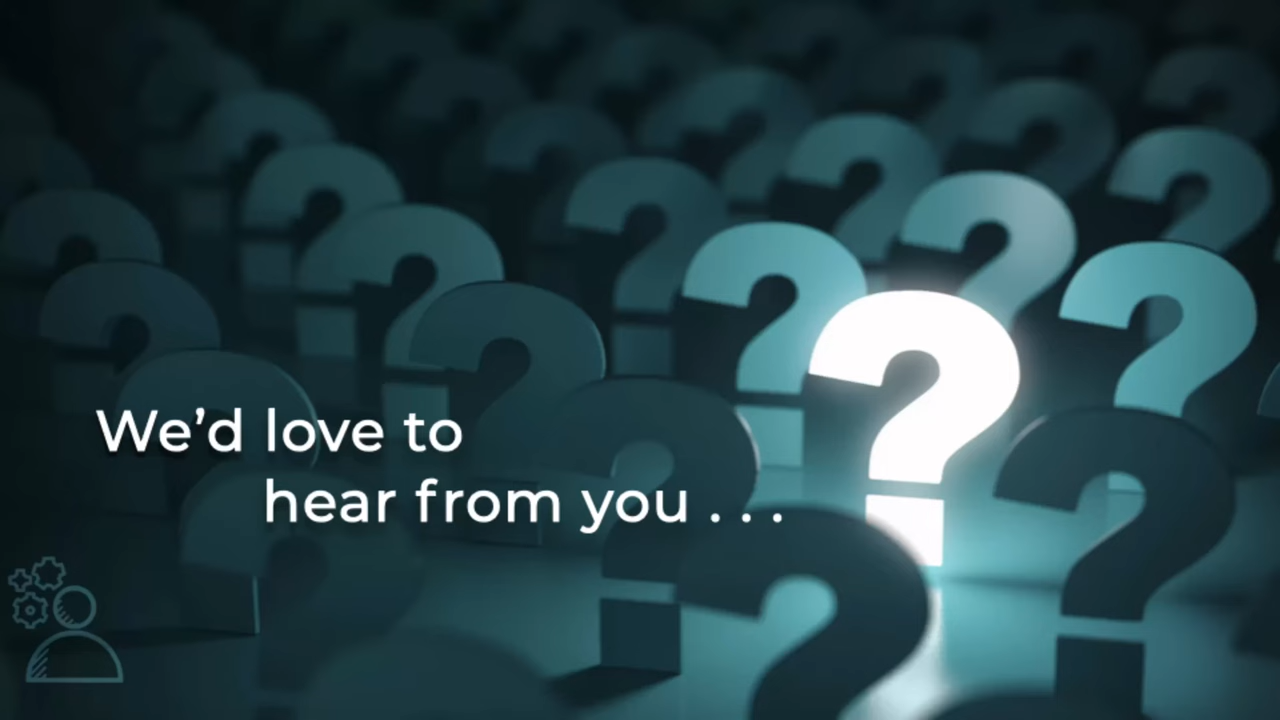 We’d love to
hear from you . . .